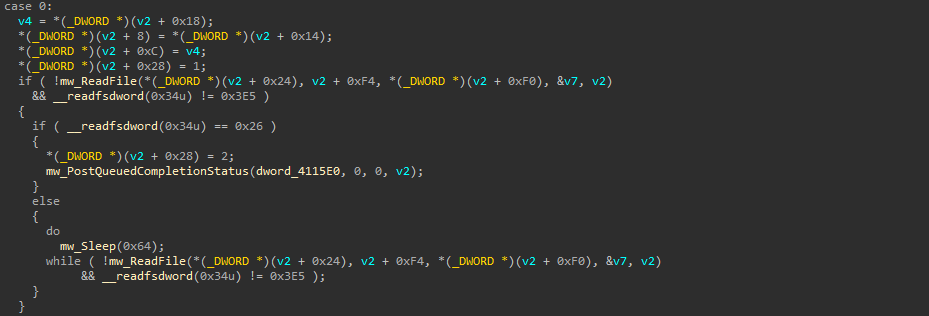 case 0:
v4 = *(_DWORD *)(v2 + 0x18);
*(_DWORD *)(v2 + 8) = *(_DWORD *)(v2 + 0x14);
*(_DWORD *)(v2 + 0xC) = v4;
*(_DWORD *)(v2 + 0x28) = 1;
if ( !mw_ReadFile(*(_DWORD *)(v2 + 0x24), v2 + 0xF4, *(_DWORD *)(v2 + 0xF0), &v7, v2)
&& __readfsdword(0x34u) != 0x3E5 )
{
if ( __readfsdword(0x34u) == 0x26 )
{
*(_DWORD *)(v2 + 0x28) = 2;
mw_PostQueuedCompletionStatus(dword_4115E0, 0, 0, v2);
}
else
{
do
mw_Sleep(0x64);
while ( !mw_ReadFile(*(_DWORD *)(v2 + 0x24), v2 + 0xF4, *(_DWORD *)(v2 + 0xF0), &v7, v2)
&& __readfsdword(0x34u) != 0x3E5 );
}
}